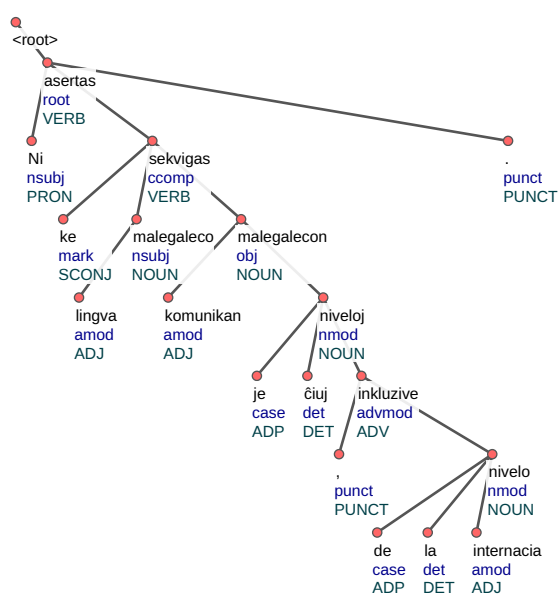 <root>
asertas
root
VERB
Ni
nsubj
PRON
sekvigas
ccomp
VERB
.
punct
PUNCT
ke
mark
SCONJ
malegaleco
nsubj
NOUN
malegalecon
obj
NOUN
lingva
amod
ADJ
komunikan
amod
ADJ
niveloj
nmod
NOUN
je
case
ADP
ĉiuj
det
DET
inkluzive
advmod
ADV
,
punct
PUNCT
nivelo
nmod
NOUN
de
case
ADP
la
det
DET
internacia
amod
ADJ